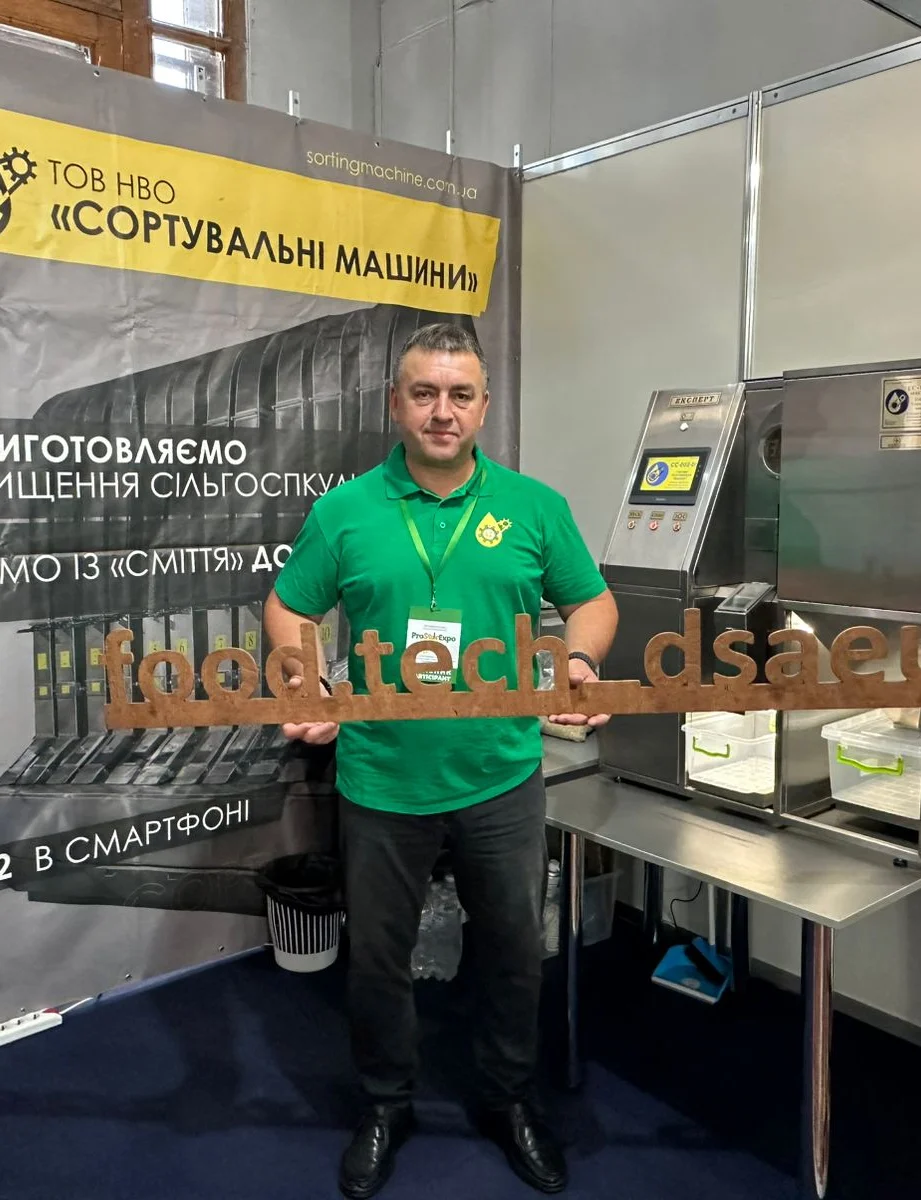 sortingmachine.com.ua
ТОВ НВО
«СОРТУВАЛЬНІ МАШИНИ»
ИГОТОВЛЯЄМО
ИЩЕННЯ СІЛЬГОСПКУЛ
МО ІЗ «СМІТТЯ» ДО
2 В СМАРТФОНІ
ЕКСПЕРТ
ProStorExpo
food.tech_dsaeu